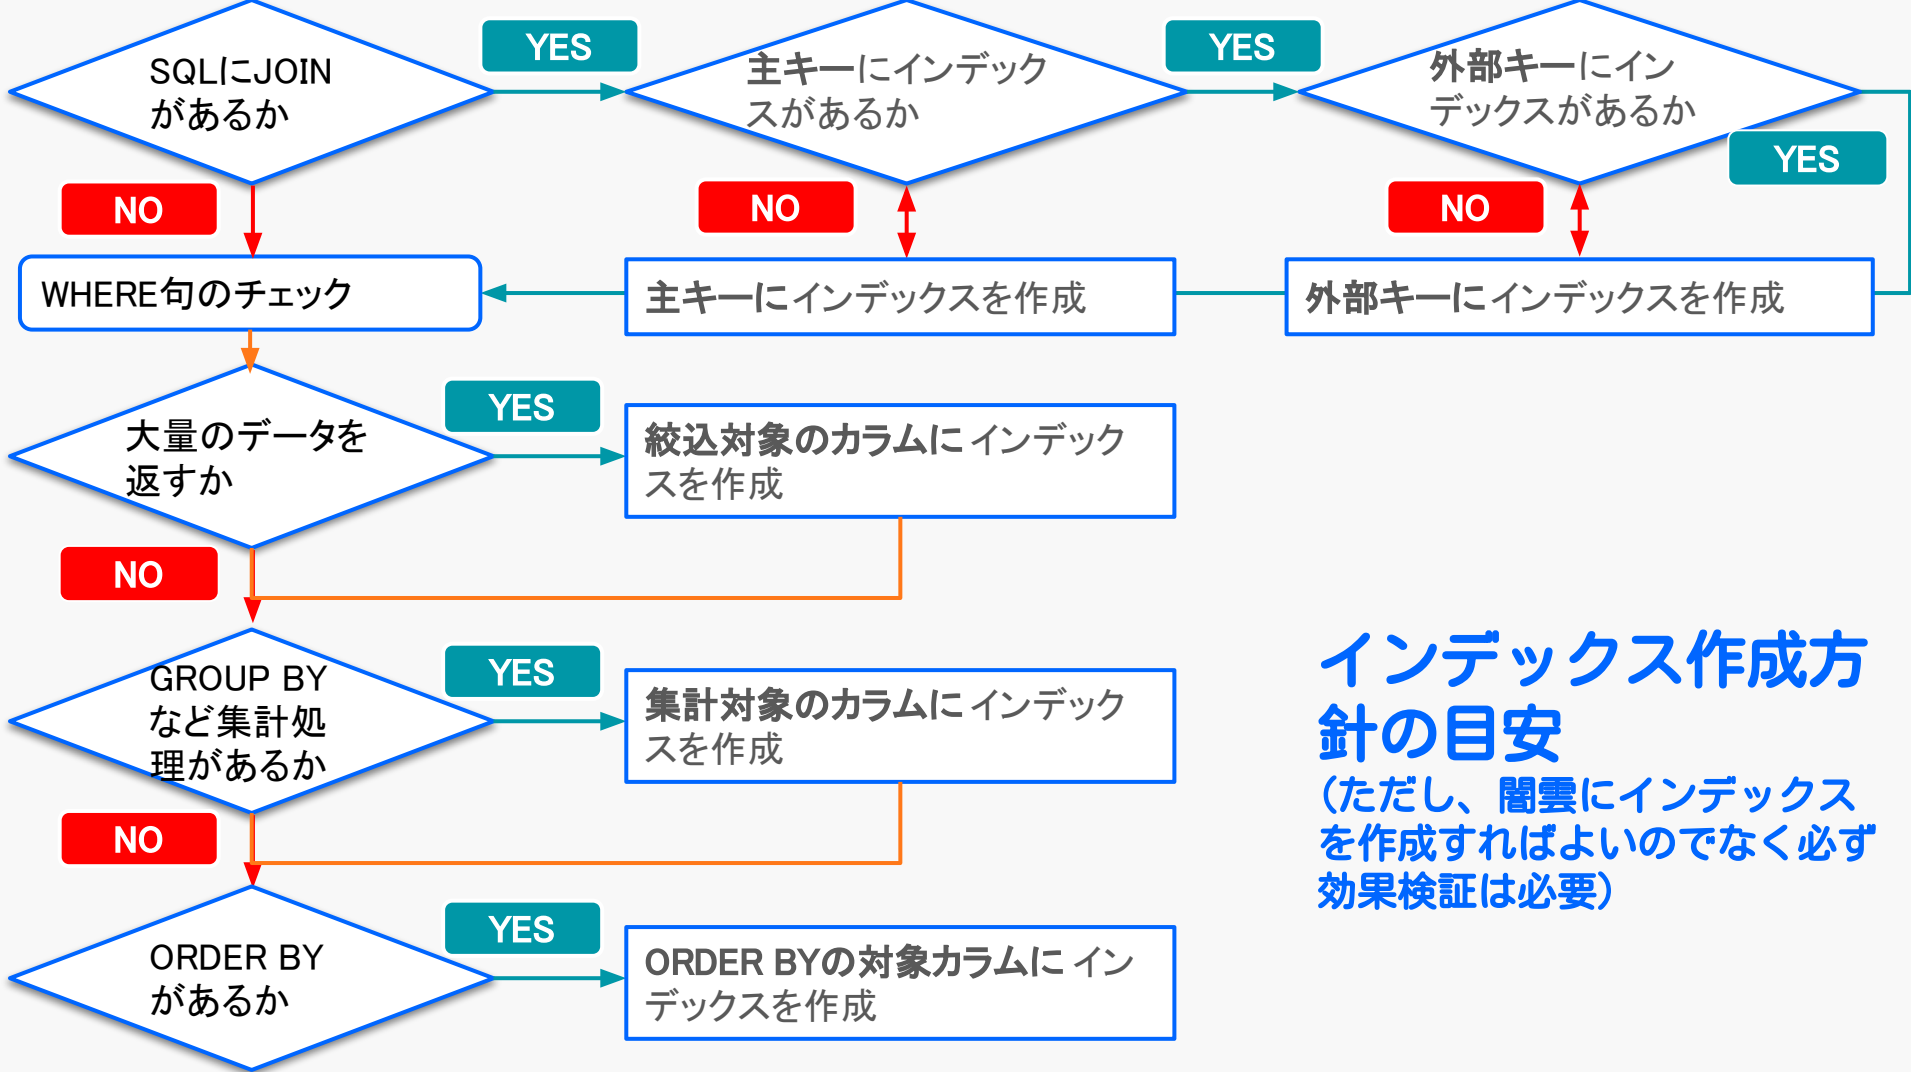 SQLにJOIN
があるか
YES
主キーにインデック
スがあるか
YES
外部キーにイン
デックスがあるか
YES
NO
NO
NO
WHERE句のチェック
主キーにインデックスを作成
外部キーにインデックスを作成
大量のデータを
返すか
YES
絞込対象のカラムにインデック
スを作成
NO
GROUP BY
など集計処
理があるか
YES
集計対象のカラムにインデック
スを作成
NO
ORDER BY
があるか
YES
ORDER BYの対象カラムにイン
デックスを作成
インデックス作成方
針の目安
（ただし、闇雲にインデックス
を作成すればよいのでなく必ず
効果検証は必要）